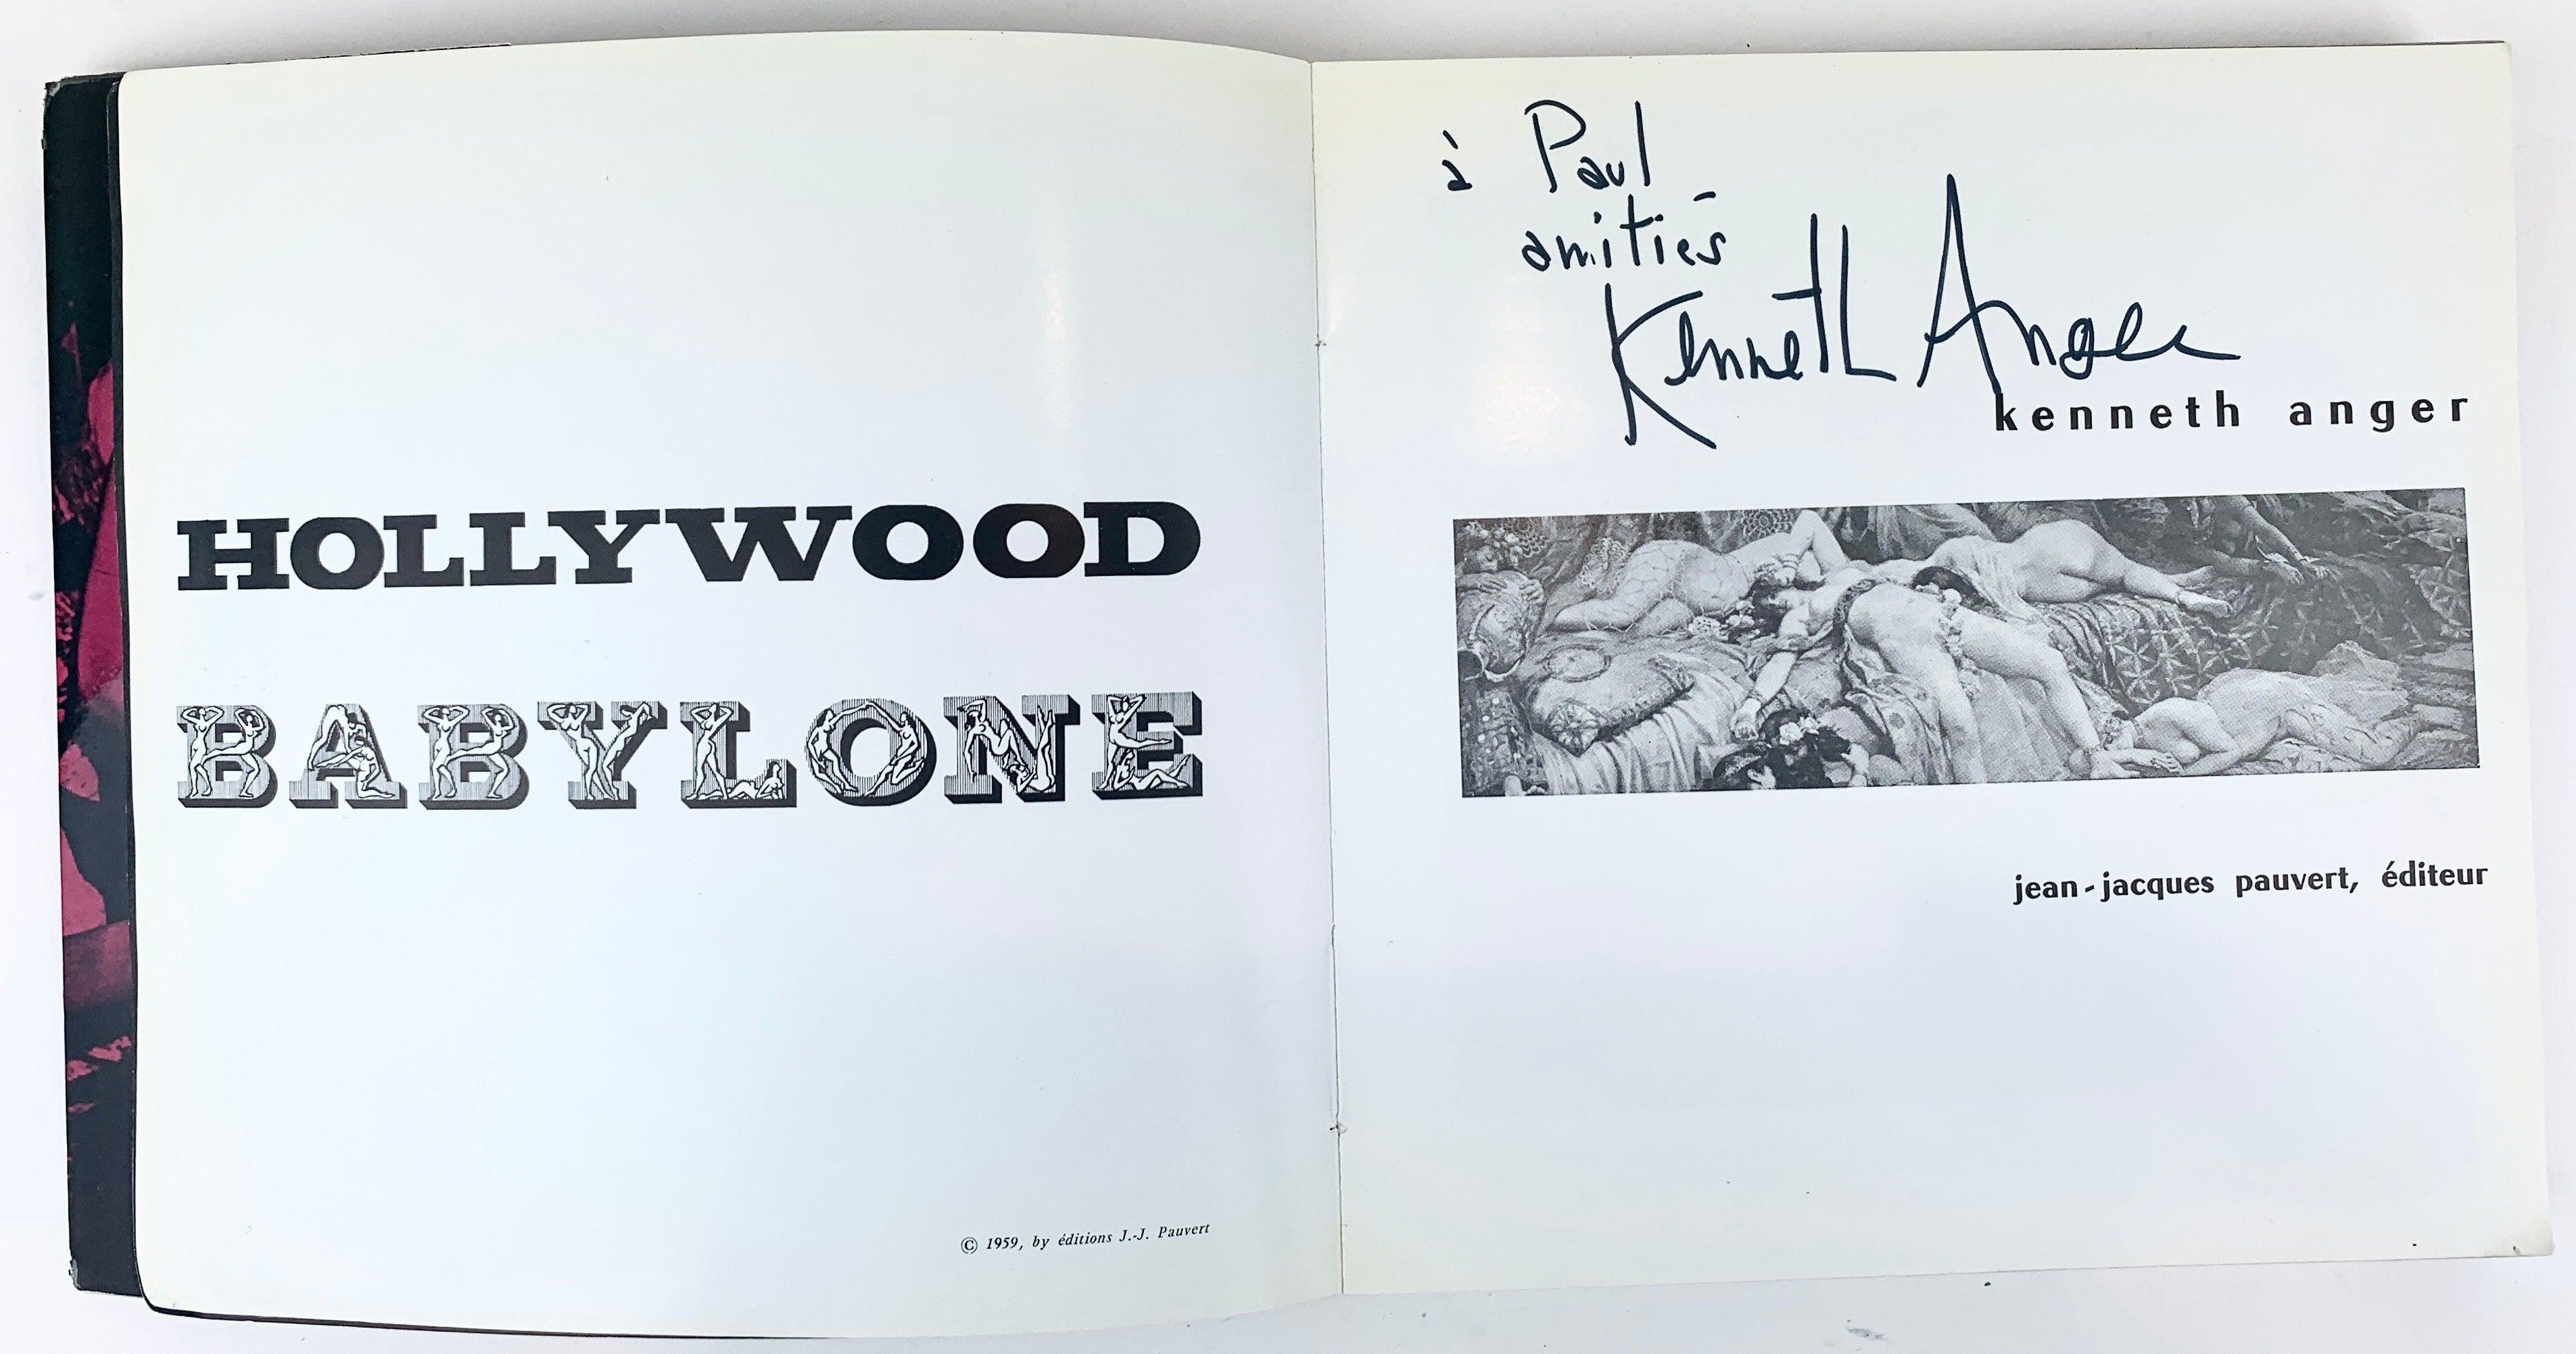 HOLLYWOOD
BABYLONE
© 1959, by éditions J.-J. Pauvert
à Paul
amitiés
Kenneth Anger
kenneth anger
jean-jacques pauvert, éditeur